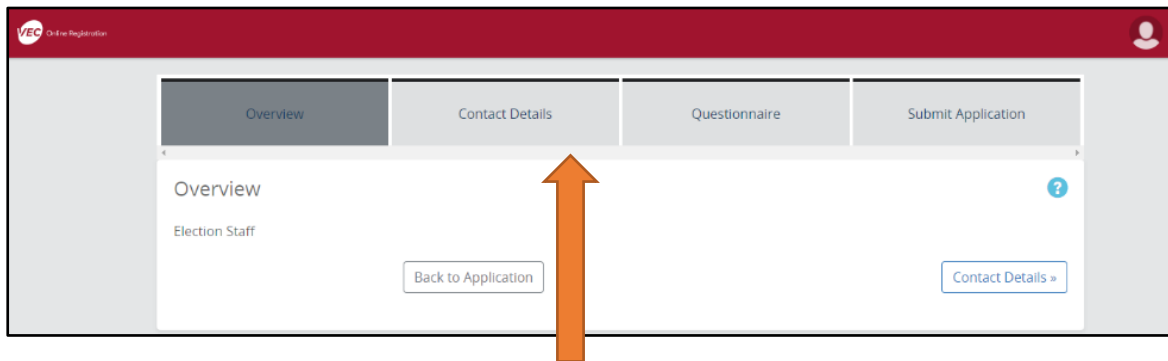 VEC Online Registration
Overview Contact Details Questionnaire Submit Application
Overview ?
Election Staff
Back to Application Contact Details »